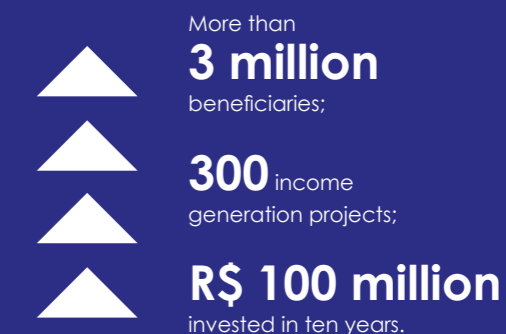 More than
3 million
beneficiaries;
300 income
generation projects;
R$ 100 million
invested in ten years.